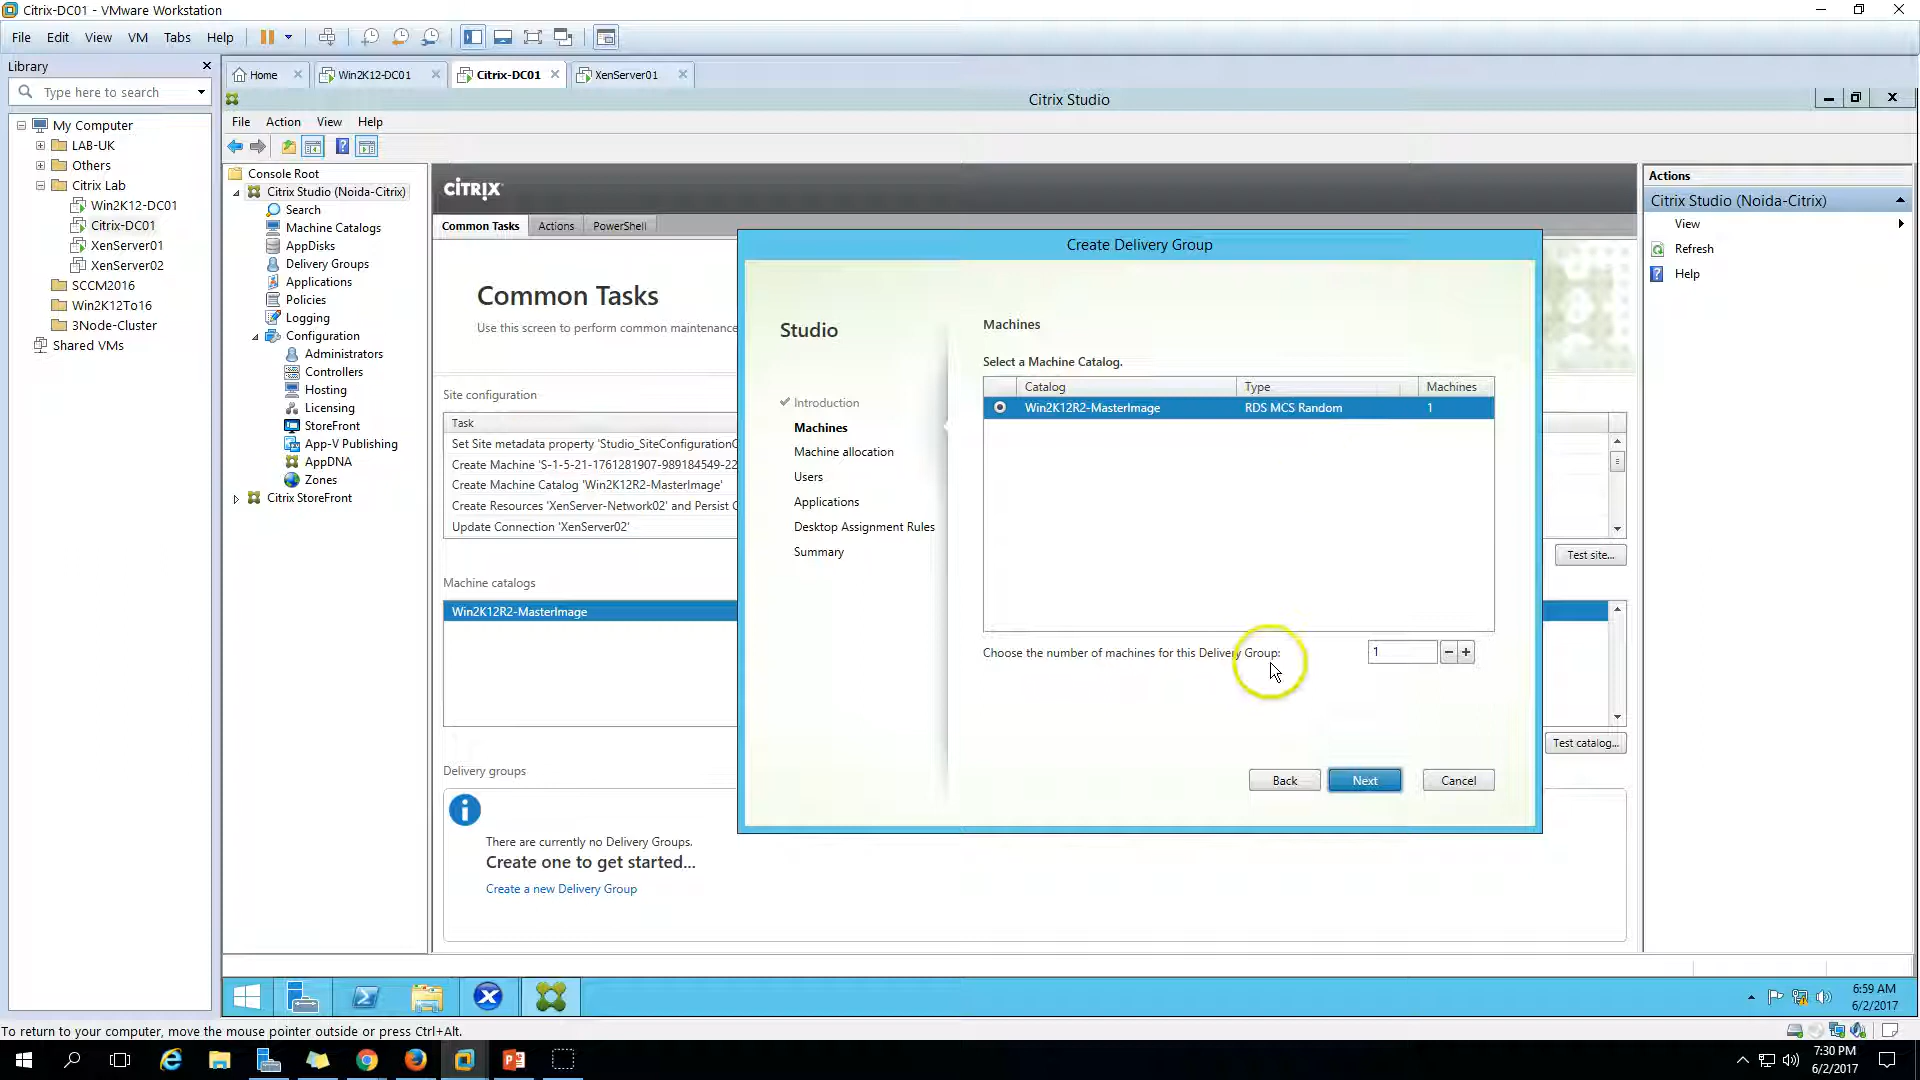 Citrix-DC01 - VMware Workstation
File Edit View VM Tabs Help
Library
Type here to search
My Computer
LAB-UK
Others
Citrix Lab
Win2K12-DC01
Citrix-DC01
XenServer01
XenServer02
SCCM2016
Win2K12To16
3Node-Cluster
Shared VMs
Home Win2K12-DC01 Citrix-DC01 XenServer01
Citrix Studio
File Action View Help
Console Root
Citrix Studio (Noida-Citrix)
Search
Machine Catalogs
AppDisks
Delivery Groups
Applications
Policies
Logging
Configuration
Administrators
Controllers
Hosting
Licensing
StoreFront
App-V Publishing
AppDNA
Zones
Citrix StoreFront
CITRIX
Common Tasks Actions PowerShell
Common Tasks
Use this screen to perform common maintenance
Site configuration
Task
Set Site metadata property 'Studio_SiteConfiguration
Create Machine 'S-1-5-21-1761281907-989184549-22
Create Machine Catalog 'Win2K12R2-MasterImage'
Create Resources 'XenServer-Network02' and Persist
Update Connection 'XenServer02'
Test site...
Machine catalogs
Win2K12R2-MasterImage
Test catalog...
Delivery groups
There are currently no Delivery Groups.
Create one to get started...
Create a new Delivery Group
Create Delivery Group
Studio
Introduction
Machines
Machine allocation
Users
Applications
Desktop Assignment Rules
Summary
Machines
Select a Machine Catalog.
Catalog Type Machines
Win2K12R2-MasterImage RDS MCS Random 1
Choose the number of machines for this Delivery Group: 1
Back Next Cancel
Actions
Citrix Studio (Noida-Citrix)
View
Refresh
Help
6:59 AM
6/2/2017
To return to your computer, move the mouse pointer outside or press Ctrl+Alt.
7:30 PM
6/2/2017